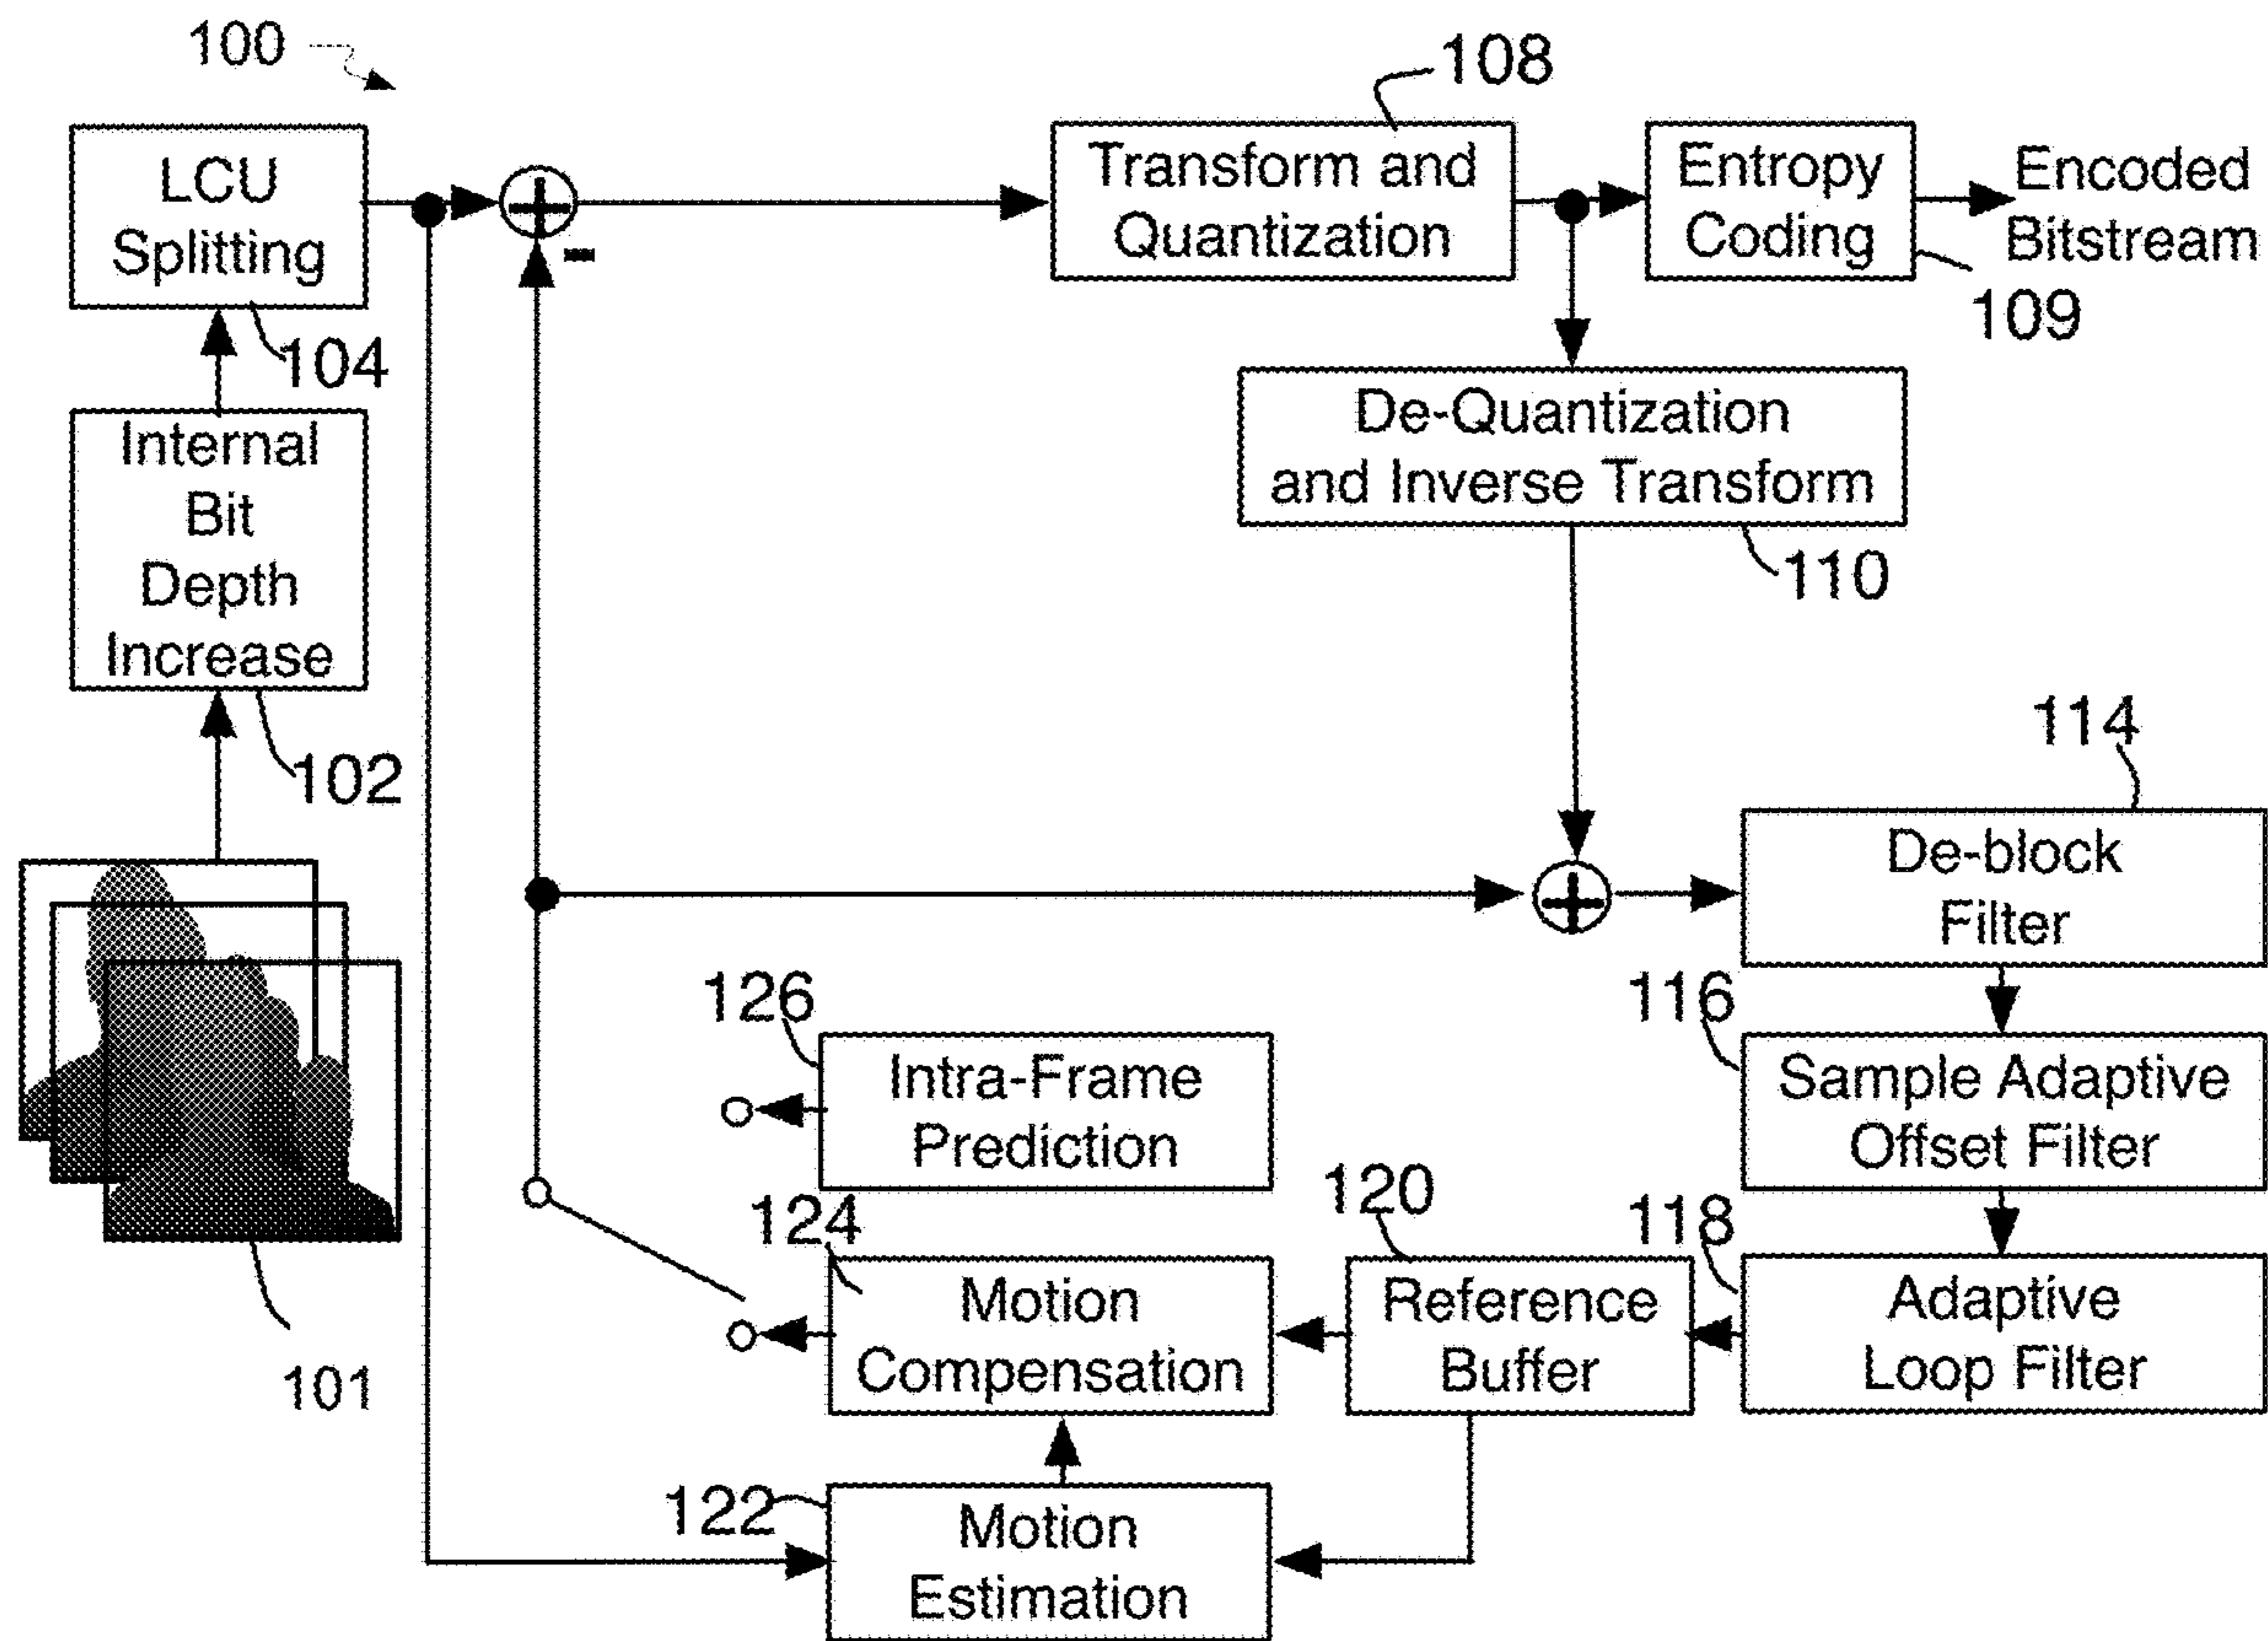 100
108
LCU
Splitting
Transform and
Quantization
Entropy
Coding
Encoded
Bitstream
-
109
104
De-Quantization
and Inverse Transform
Internal
Bit
Depth
Increase
110
102
114
De-block
Filter
126
116
Intra-Frame
Prediction
Sample Adaptive
Offset Filter
124
120
118
Motion
Compensation
Reference
Buffer
Adaptive
Loop Filter
101
122
Motion
Estimation